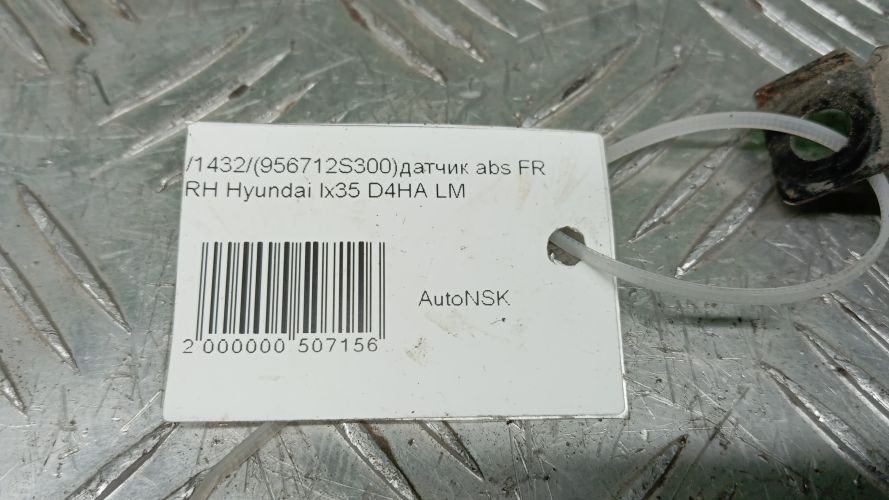 /1432/(956712S300)датчик abs FR
RH Hyundai Ix35 D4HA LM
AutoNSK
2 000000 507156